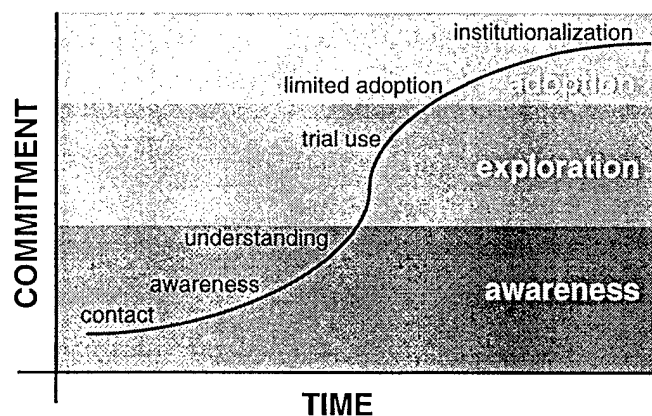 institutionalization
limited adoption
adoption
trial use
exploration
understanding
awareness
awareness
contact
COMMITMENT
TIME